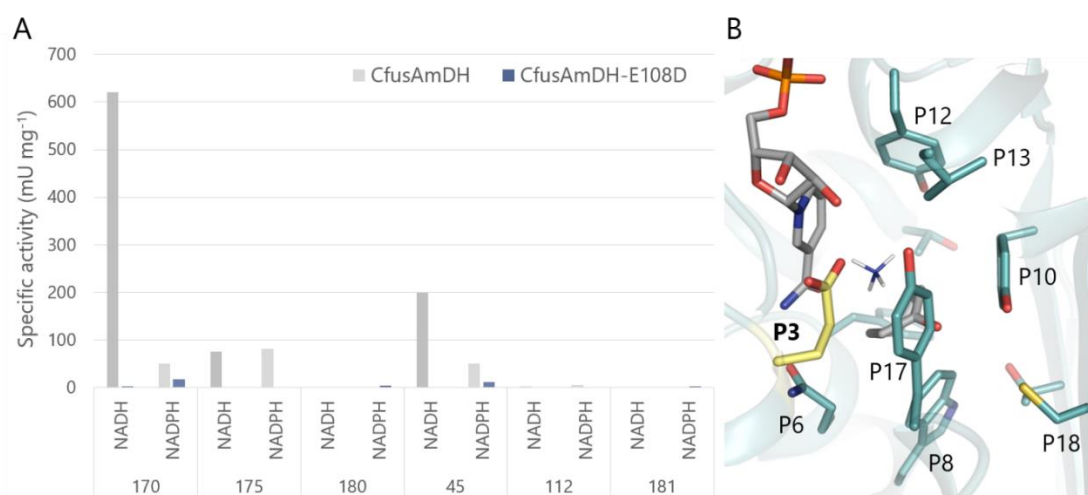 A
B
700
600
500
400
300
200
100
0
Specific activity (mU mg⁻¹)
CfusAmDH
CfusAmDH-E108D
NADH
NADPH
NADH
NADPH
NADH
NADPH
NADH
NADPH
NADH
NADPH
NADH
NADPH
170
175
180
45
112
181
P12
P13
P10
P3
P17
P6
P8
P18